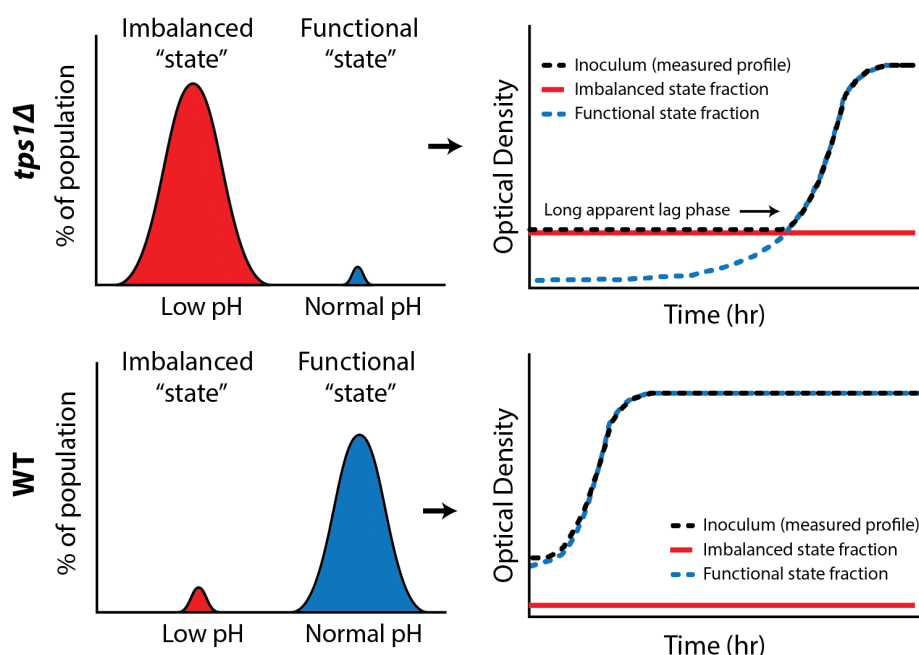 Imbalanced
“state”
Functional
“state”
tps1Δ
% of population
Low pH
Normal pH
Optical Density
Inoculum (measured profile)
Imbalanced state fraction
Functional state fraction
Long apparent lag phase
Time (hr)
Imbalanced
“state”
Functional
“state”
WT
% of population
Low pH
Normal pH
Optical Density
Inoculum (measured profile)
Imbalanced state fraction
Functional state fraction
Time (hr)